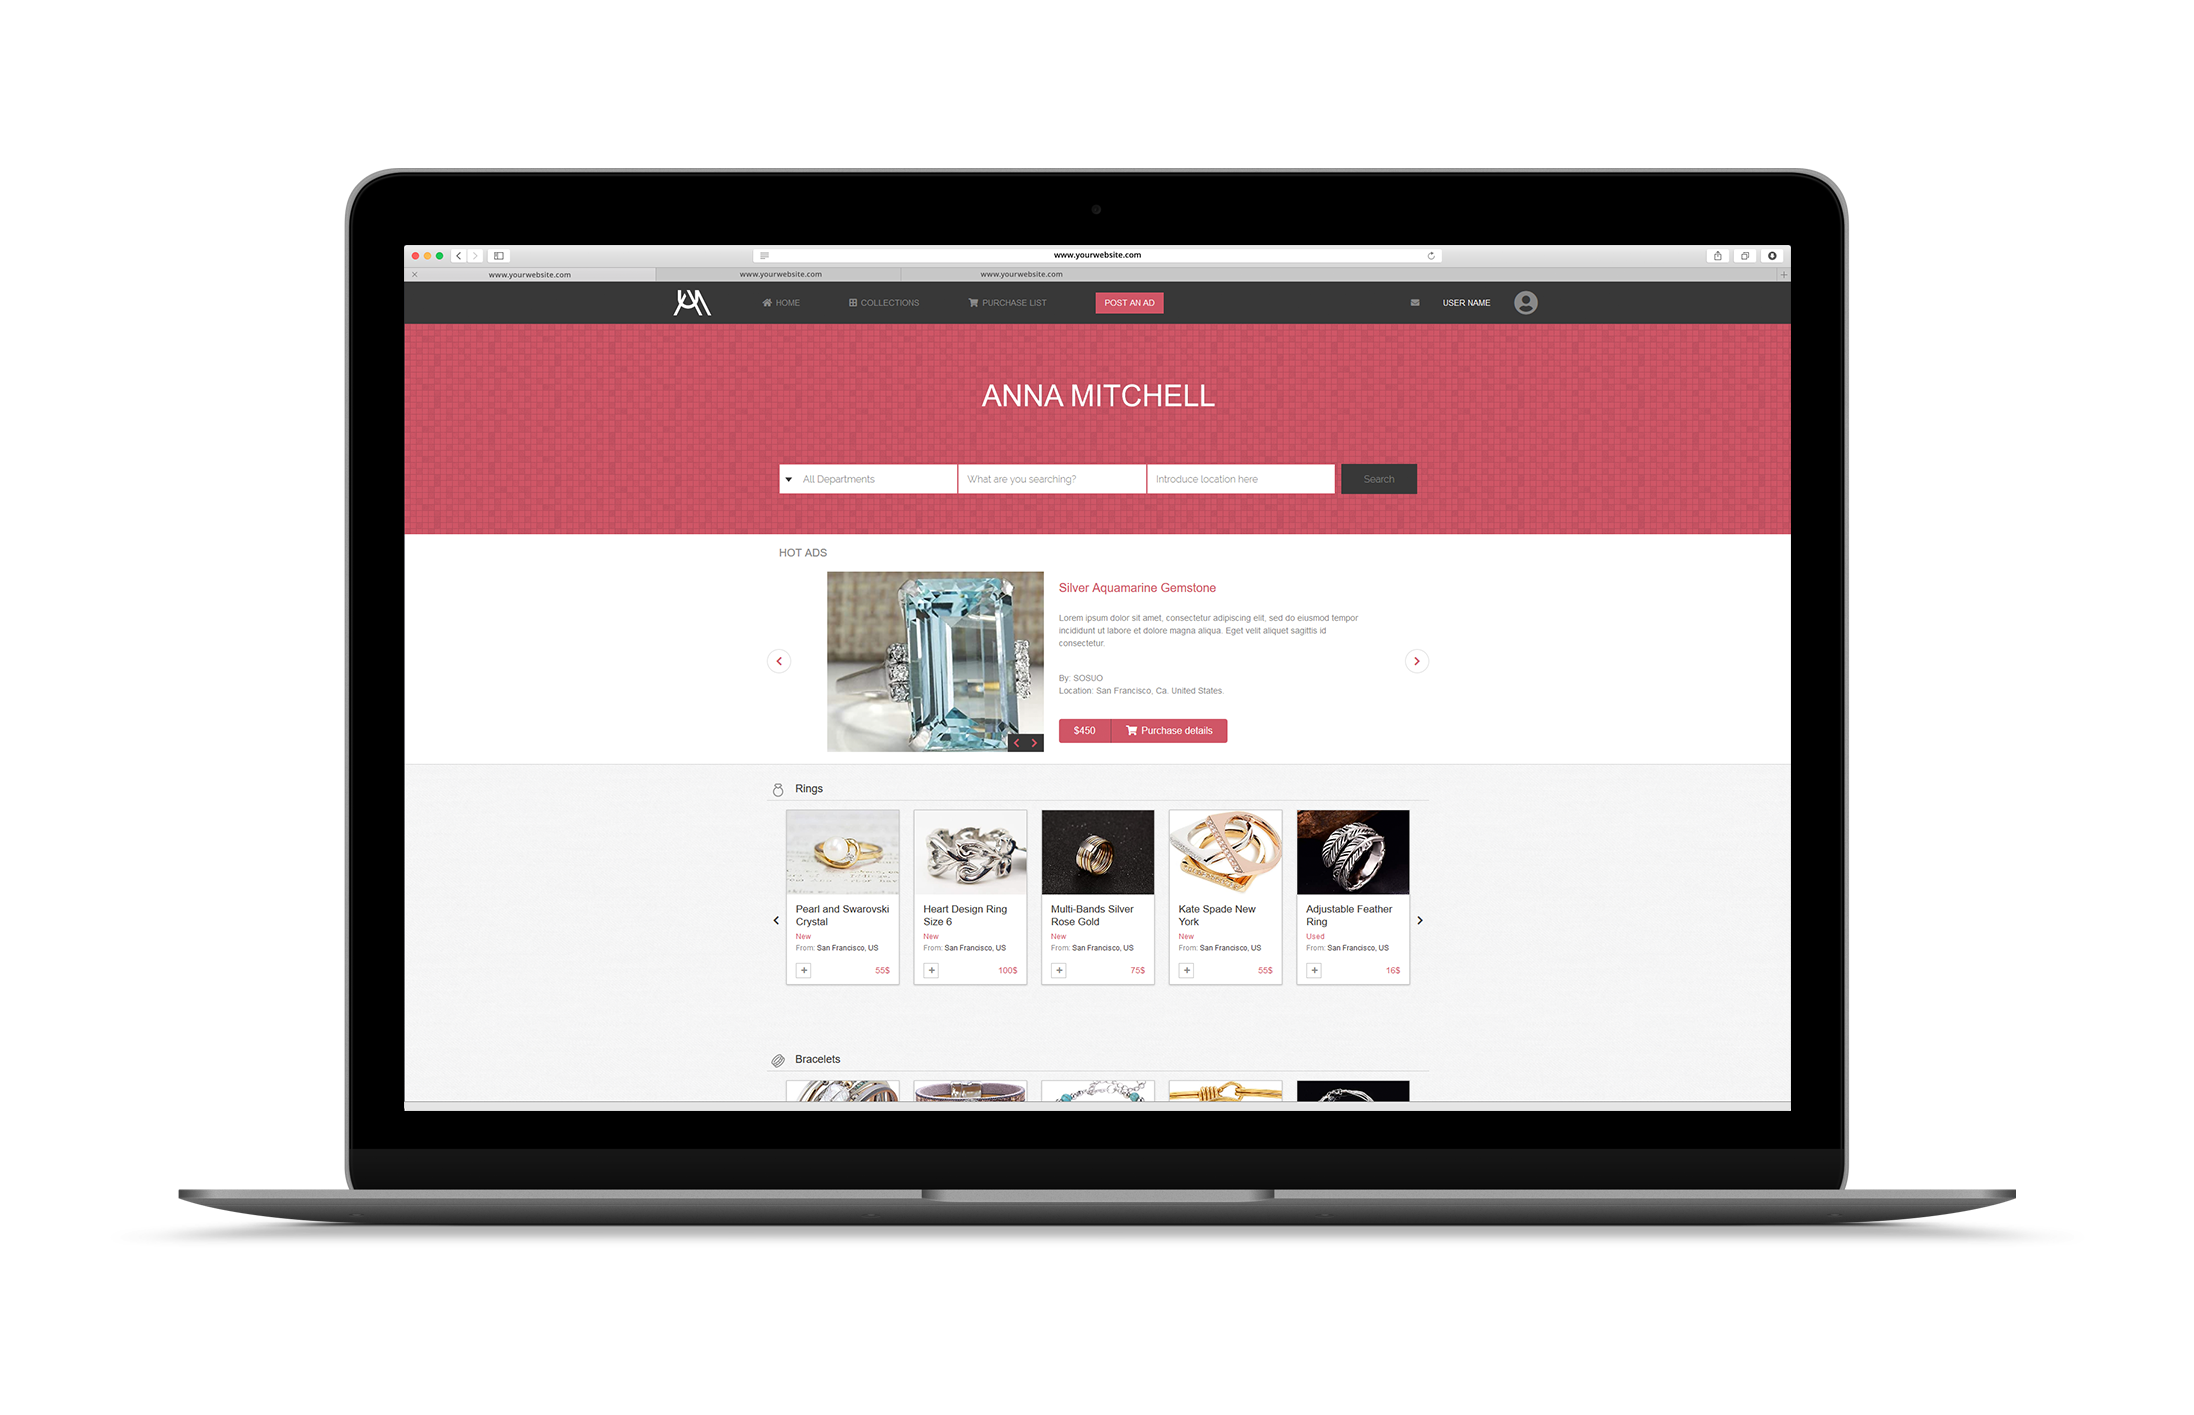 www.yourwebsite.com
www.yourwebsite.com
www.yourwebsite.com
www.yourwebsite.com
HOME
COLLECTIONS
PURCHASE LIST
POST AN AD
USER NAME
ANNA MITCHELL
All Departments
What are you searching?
Introduce location here
Search
HOT ADS
Silver Aquamarine Gemstone
Lorem ipsum dolor sit amet, consectetur adipiscing elit, sed do eiusmod tempor
incididunt ut labore et dolore magna aliqua. Eget velit aliquet sagittis id
consectetur.
By: SOSUO
Location: San Francisco, Ca. United States.
$450
Purchase details
Rings
Pearl and Swarovski
Crystal
New
From: San Francisco, US
55$
Heart Design Ring
Size 6
New
From: San Francisco, US
100$
Multi-Bands Silver
Rose Gold
New
From: San Francisco, US
75$
Kate Spade New
York
New
From: San Francisco, US
55$
Adjustable Feather
Ring
Used
From: San Francisco, US
16$
Bracelets